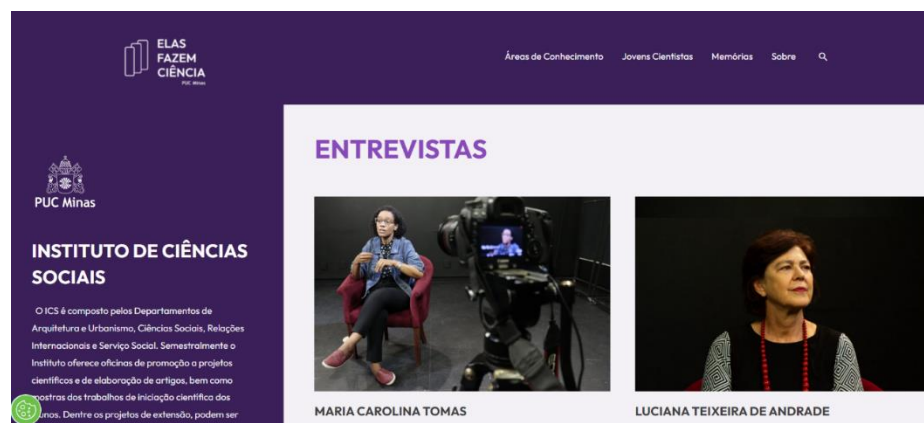 ELAS
FAZEM
CIÊNCIA
PUC Minas
Áreas de Conhecimento Jovens Cientistas Memórias Sobre
PUC Minas
INSTITUTO DE CIÊNCIAS
SOCIAIS
O ICS é composto pelos Departamentos de
Arquitetura e Urbanismo, Ciências Sociais, Relações
Internacionais e Serviço Social. Semestralmente o
Instituto oferece oficinas de promoção a projetos
científicos e de elaboração de artigos, bem como
mostras dos trabalhos de iniciação científica dos
alunos. Dentre os projetos de extensão, podem ser
ENTREVISTAS
MARIA CAROLINA TOMAS
LUCIANA TEIXEIRA DE ANDRADE